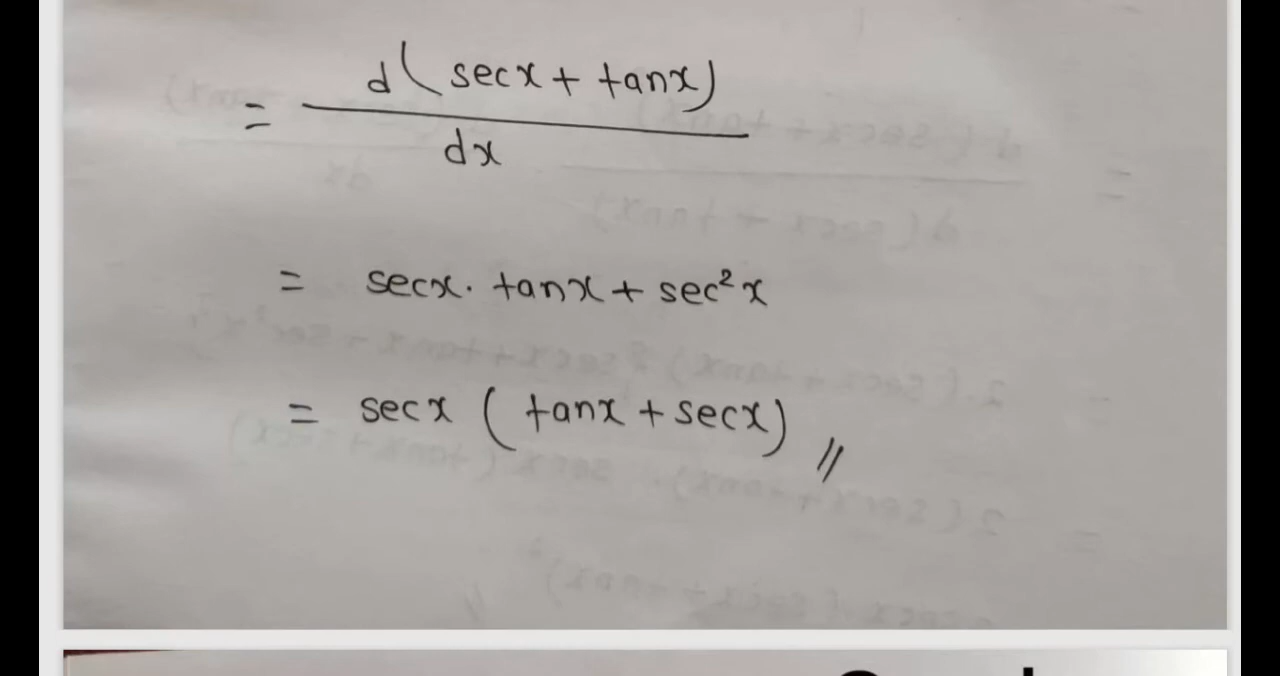 = d(secx + tanx)
dx
= secx. tanx + sec²x
= secx (tanx + secx) //